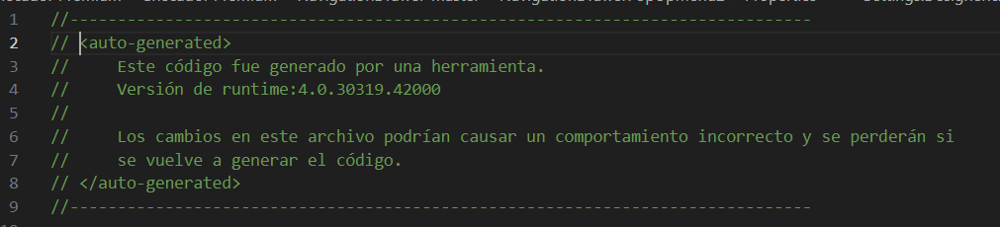 1 //--------------------------------------------------------------------------------
2 // <auto-generated>
3 //     Este código fue generado por una herramienta.
4 //     Versión de runtime:4.0.30319.42000
5 //
6 //     Los cambios en este archivo podrían causar un comportamiento incorrecto y se perderán si
7 //     se vuelve a generar el código.
8 // </auto-generated>
9 //--------------------------------------------------------------------------------